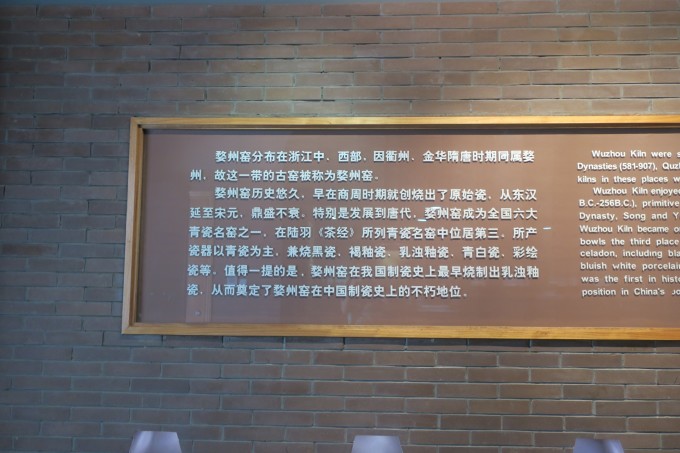 婺州窑分布在浙江中、西部、因衢州、金华隋唐时期同属婺
州、故这一带的古窑被称为婺州窑。
婺州窑历史悠久、早在商周时期就创烧出了原始瓷、从东汉
延至宋元、鼎盛不衰、特别是发展到唐代、婺州窑成为全国六大
青瓷名窑之一、在陆羽《茶经》所列青瓷名窑中位居第三、所产
瓷器以青瓷为主、兼烧黑瓷、褐釉瓷、乳浊釉瓷、青白瓷、彩绘
瓷等。值得一提的是、婺州窑在我国制瓷史上最早烧制出乳浊釉
瓷、从而奠定了婺州窑在中国制瓷史上的不朽地位。
Wuzhou Kiln were s
Dynasties (581-907), Quz
kilns in these places w
Wuzhou Kiln enjoyed
B.C.-256B.C.), primitive
Dynasty, Song and Y
Wuzhou Kiln became o
bowls the third place
celadon, including bla
bluish white porcelain
was the first in histo
position in China's